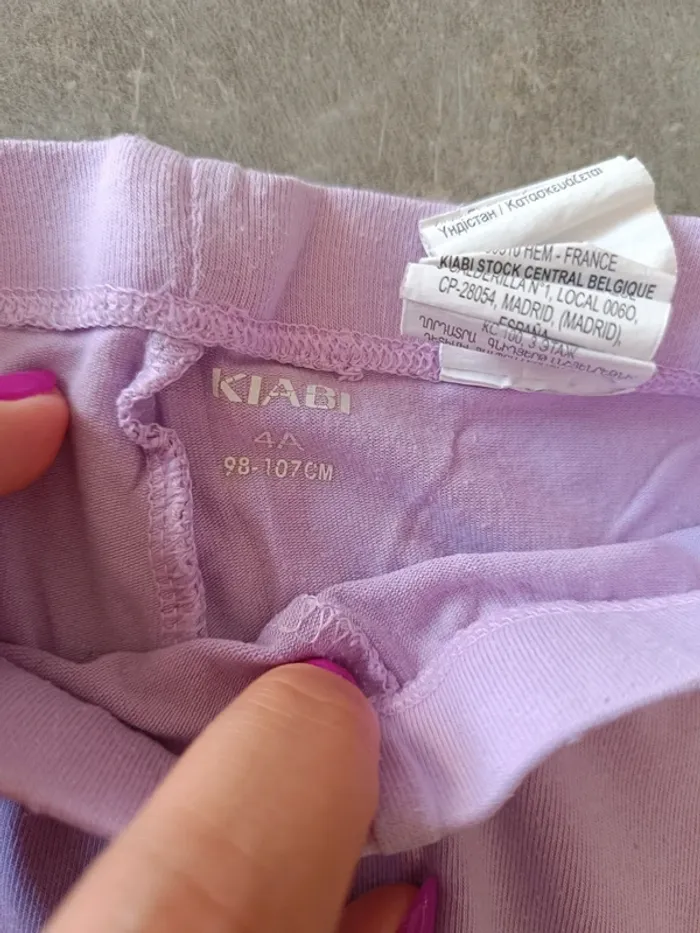 Үндістан / Κατασκευάζεται
HEM - FRANCE
KIABI STOCK CENTRAL BELGIQUE
CALDERILLA N°1, LOCAL 0060,
CP-28054, MADRID (MADRID),
ESPAÑA
KIABI
4A
98-107CM